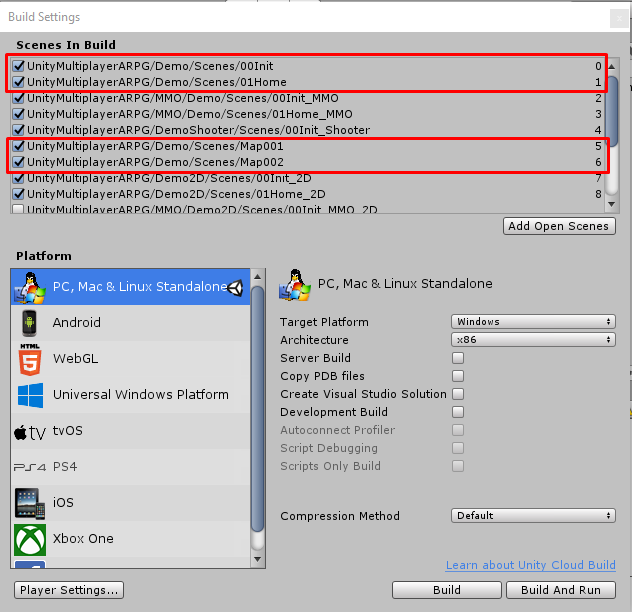 Build Settings
Scenes In Build
UnityMultiplayerARPG/Demo/Scenes/00Init 0
UnityMultiplayerARPG/Demo/Scenes/01Home 1
UnityMultiplayerARPG/MMO/Demo/Scenes/00Init_MMO 2
UnityMultiplayerARPG/MMO/Demo/Scenes/01Home_MMO 3
UnityMultiplayerARPG/DemoShooter/Scenes/00Init_Shooter 4
UnityMultiplayerARPG/Demo/Scenes/Map001 5
UnityMultiplayerARPG/Demo/Scenes/Map002 6
UnityMultiplayerARPG/Demo2D/Scenes/00Init_2D 7
UnityMultiplayerARPG/Demo2D/Scenes/01Home_2D 8
UnityMultiplayerARPG/MMO/Demo2D/Scenes/00Init_MMO_2D
Add Open Scenes
Platform
PC, Mac & Linux Standalone
Android
HTML
5
WebGL
Universal Windows Platform
tv
tvOS
PS4
PS4
iOS
Xbox One
PC, Mac & Linux Standalone
Target Platform Windows
Architecture x86
Server Build
Copy PDB files
Create Visual Studio Solution
Development Build
Autoconnect Profiler
Script Debugging
Scripts Only Build
Compression Method Default
Learn about Unity Cloud Build
Player Settings...
Build
Build And Run